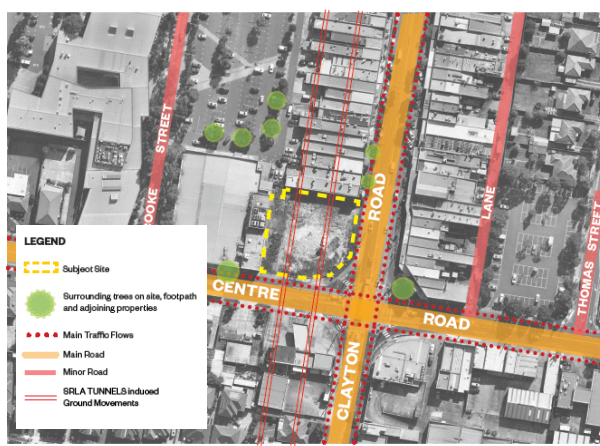 OOKE STREET
ROAD
LANE
THOMAS STREET
CENTRE
ROAD
CLAYTON
LEGEND
Subject Site
Surrounding trees on site, footpath
and adjoining properties
Main Traffic Flows
Main Road
Minor Road
SRLA TUNNELS induced
Ground Movements